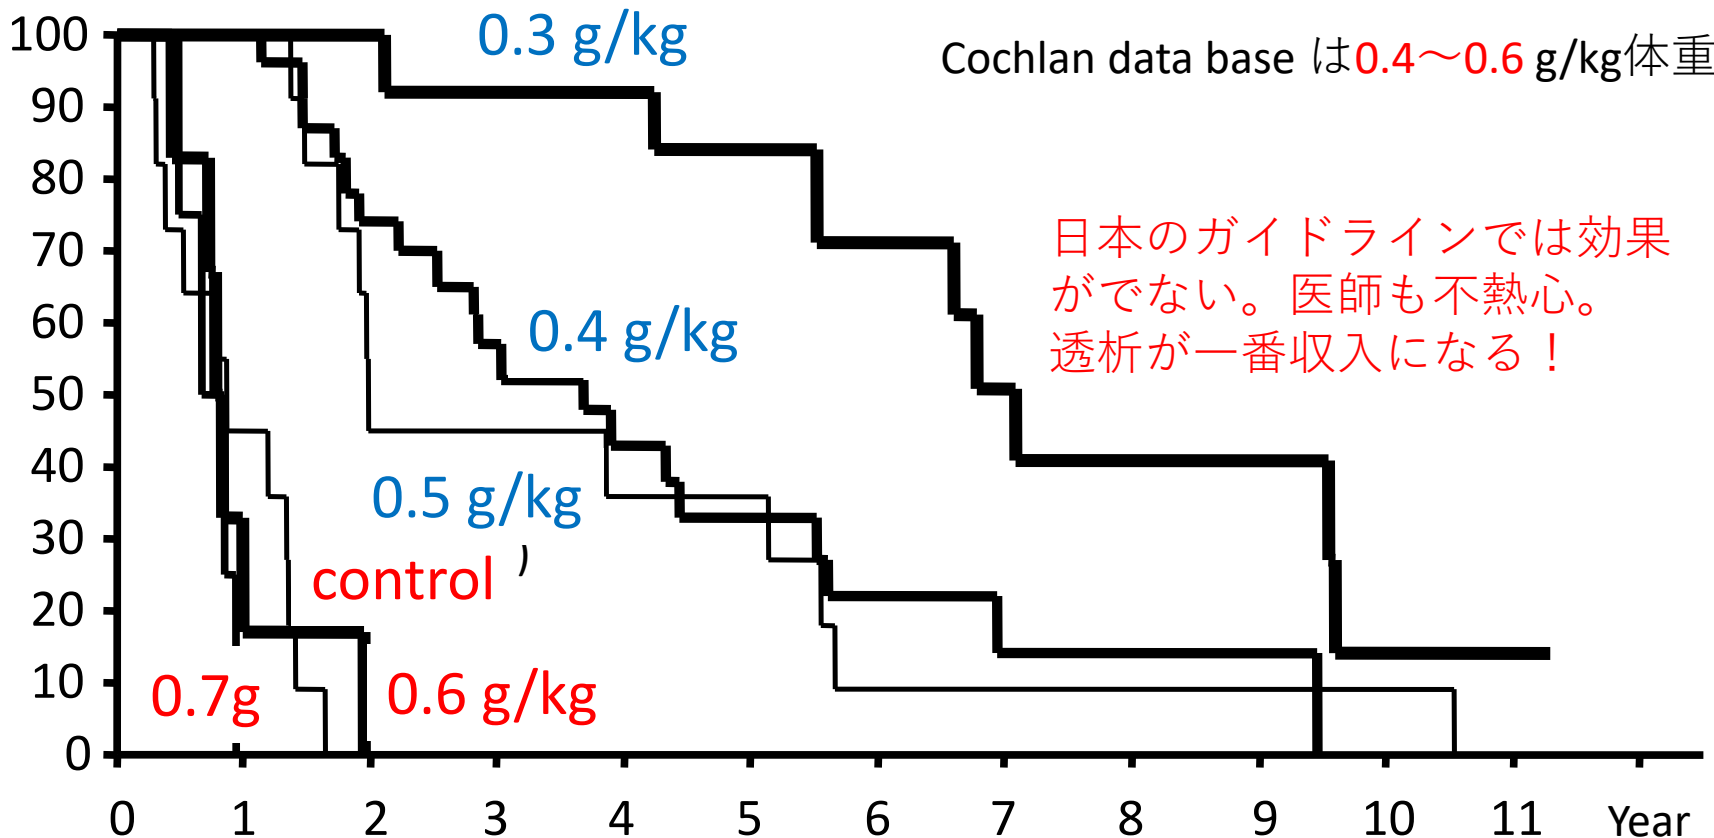 100
90
80
70
60
50
40
30
20
10
0
0.3 g/kg
Cochlan data base は0.4～0.6 g/kg体重
日本のガイドラインでは効果
がでない。医師も不熱心。
透析が一番収入になる！
0.4 g/kg
0.5 g/kg
control )
0.7g
0.6 g/kg
0 1 2 3 4 5 6 7 8 9 10 11 Year